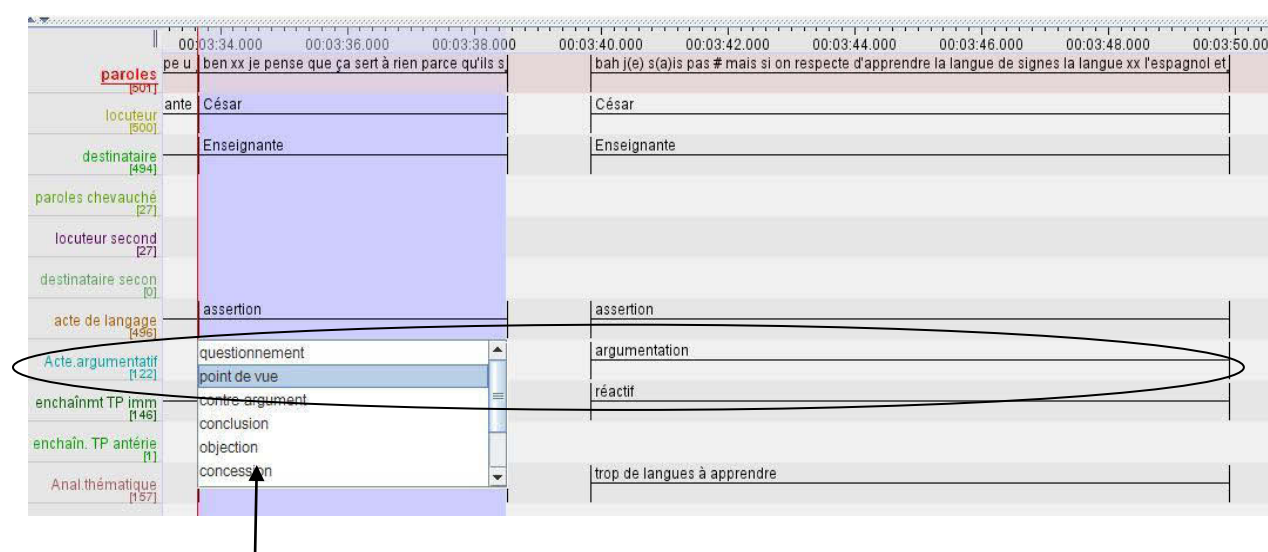 00:03:34.000 00:03:36.000 00:03:38.000 00:03:40.000 00:03:42.000 00:03:44.000 00:03:46.000 00:03:48.000 00:03:50.00
paroles [501] pe u ben xx je pense que ça sert à rien parce qu'ils s bah j(e) s(a)is pas # mais si on respecte d'apprendre la langue de signes la langue xx l'espagnol et
locuteur [500] ante César César
destinataire [494] Enseignante Enseignante
paroles chevauché [27]
locuteur second [27]
destinataire secon [0]
acte de langage [496] assertion assertion
Acte.argumentatif [122] argumentation
enchaînmt TP imm [146] réactif
enchaîn. TP antérie [1]
Anal.thématique [157] trop de langues à apprendre
questionnement
point de vue
contre argument
conclusion
objection
concession